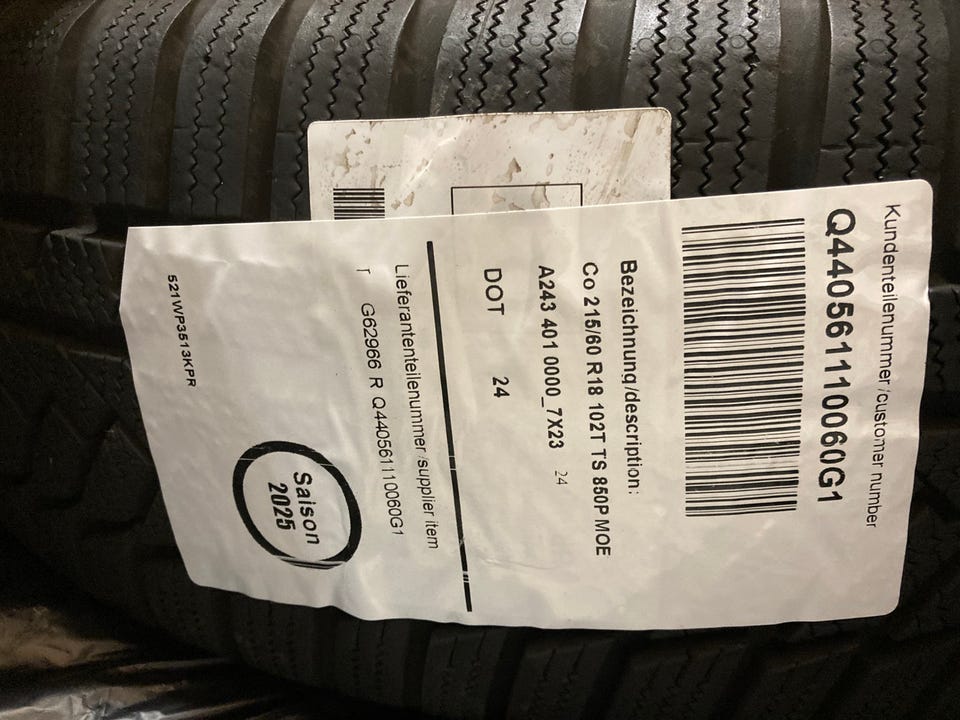 Kundenteilenummer/customer number
Q440561110060G1
Bezeichnung/description:
Co 215/60 R18 102T TS 850P MOE
A243 401 0000_7X23 24
DOT 24
Lieferantenteilenummer/supplier item
G62966 R Q440561110060G1
T
Saison
2025
521WP3513KPR